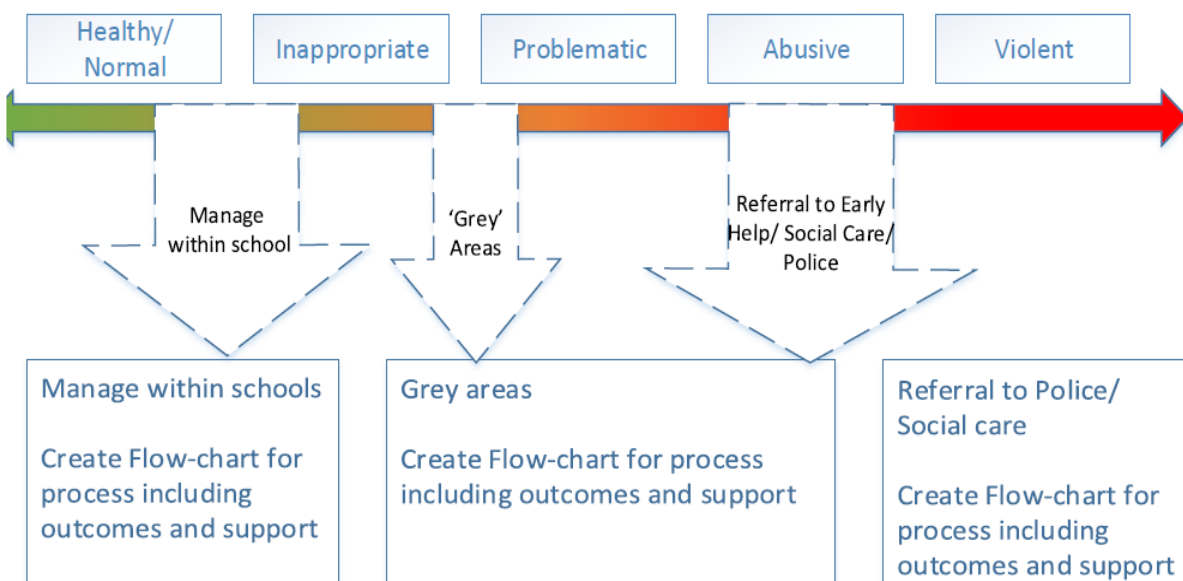 Healthy/
Normal
Inappropriate
Problematic
Abusive
Violent
Manage
within school
‘Grey’
Areas
Referral to Early
Help/ Social Care/
Police
Manage within schools
Create Flow-chart for
process including
outcomes and support
Grey areas
Create Flow-chart for process
including outcomes and support
Referral to Police/
Social care
Create Flow-chart for
process including
outcomes and support